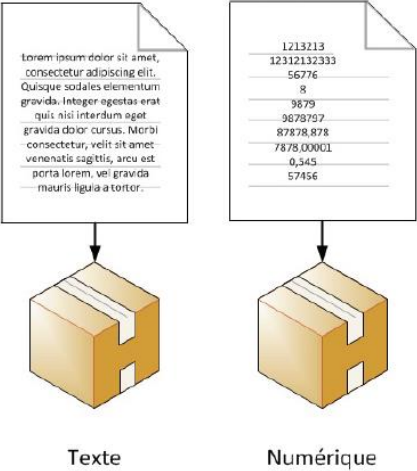 Lorem ipsum dolor sit amet,
consectetur adipiscing elit.
Quisque sodales elementum
gravida. Integer egestas erat
quis nisi interdum eget
gravida dolor cursus. Morbi
consectetur, velit sit amet
venenatis sagittis, arcu est
porta lorem, vel gravida
mauris ligula a tortor.
1213213
12312132333
56776
8
9879
9878797
87878,878
7878,00001
0,545
57456
Texte
Numérique